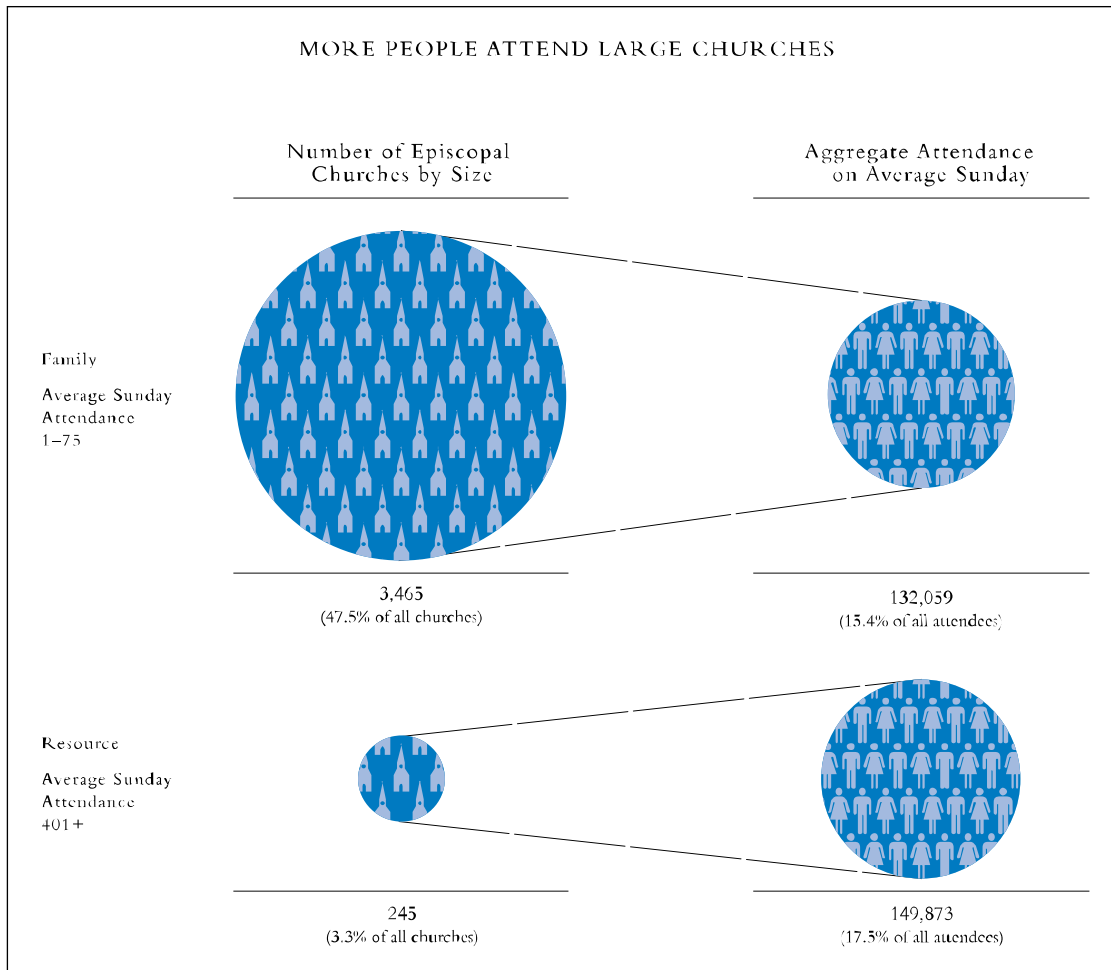 MORE PEOPLE ATTEND LARGE CHURCHES
Number of Episcopal
Churches by Size
Aggregate Attendance
on Average Sunday
Family
Average Sunday
Attendance
1–75
3,465
(47.5% of all churches)
132,059
(15.4% of all attendees)
Resource
Average Sunday
Attendance
401+
245
(3.3% of all churches)
149,873
(17.5% of all attendees)